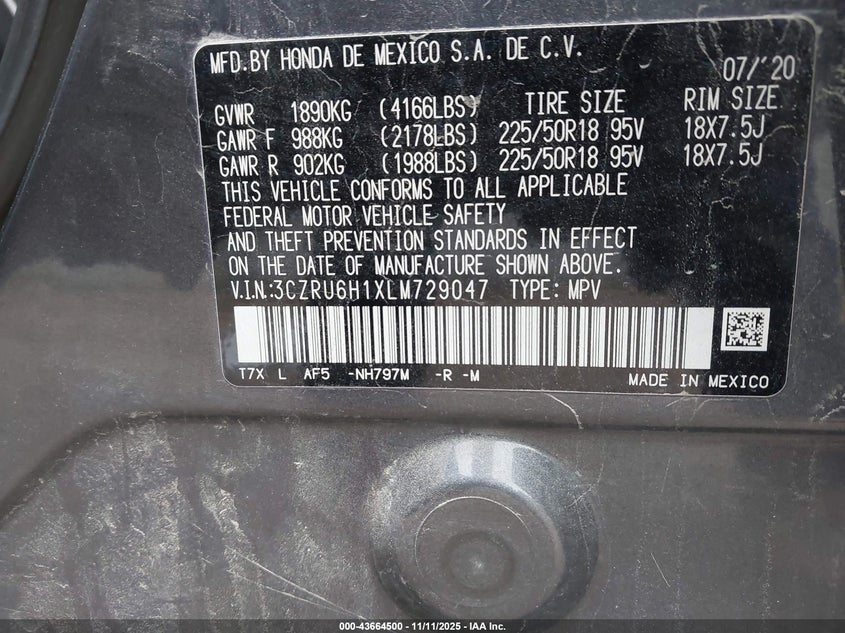 MFD.BY HONDA DE MEXICO S.A. DE C.V. 07/'20
GVWR 1890KG (4166LBS) TIRE SIZE RIM SIZE
GAWR F 988KG (2178LBS) 225/50R18 95V 18X7.5J
GAWR R 902KG (1988LBS) 225/50R18 95V 18X7.5J
THIS VEHICLE CONFORMS TO ALL APPLICABLE
FEDERAL MOTOR VEHICLE SAFETY
AND THEFT PREVENTION STANDARDS IN EFFECT
ON THE DATE OF MANUFACTURE SHOWN ABOVE.
V.I.N.:3CZRU6H1XLM729047 TYPE: MPV
T7X L AF5 -NH797M -R -M MADE IN MEXICO
000-43664500 - 11/11/2025 - IAA Inc.